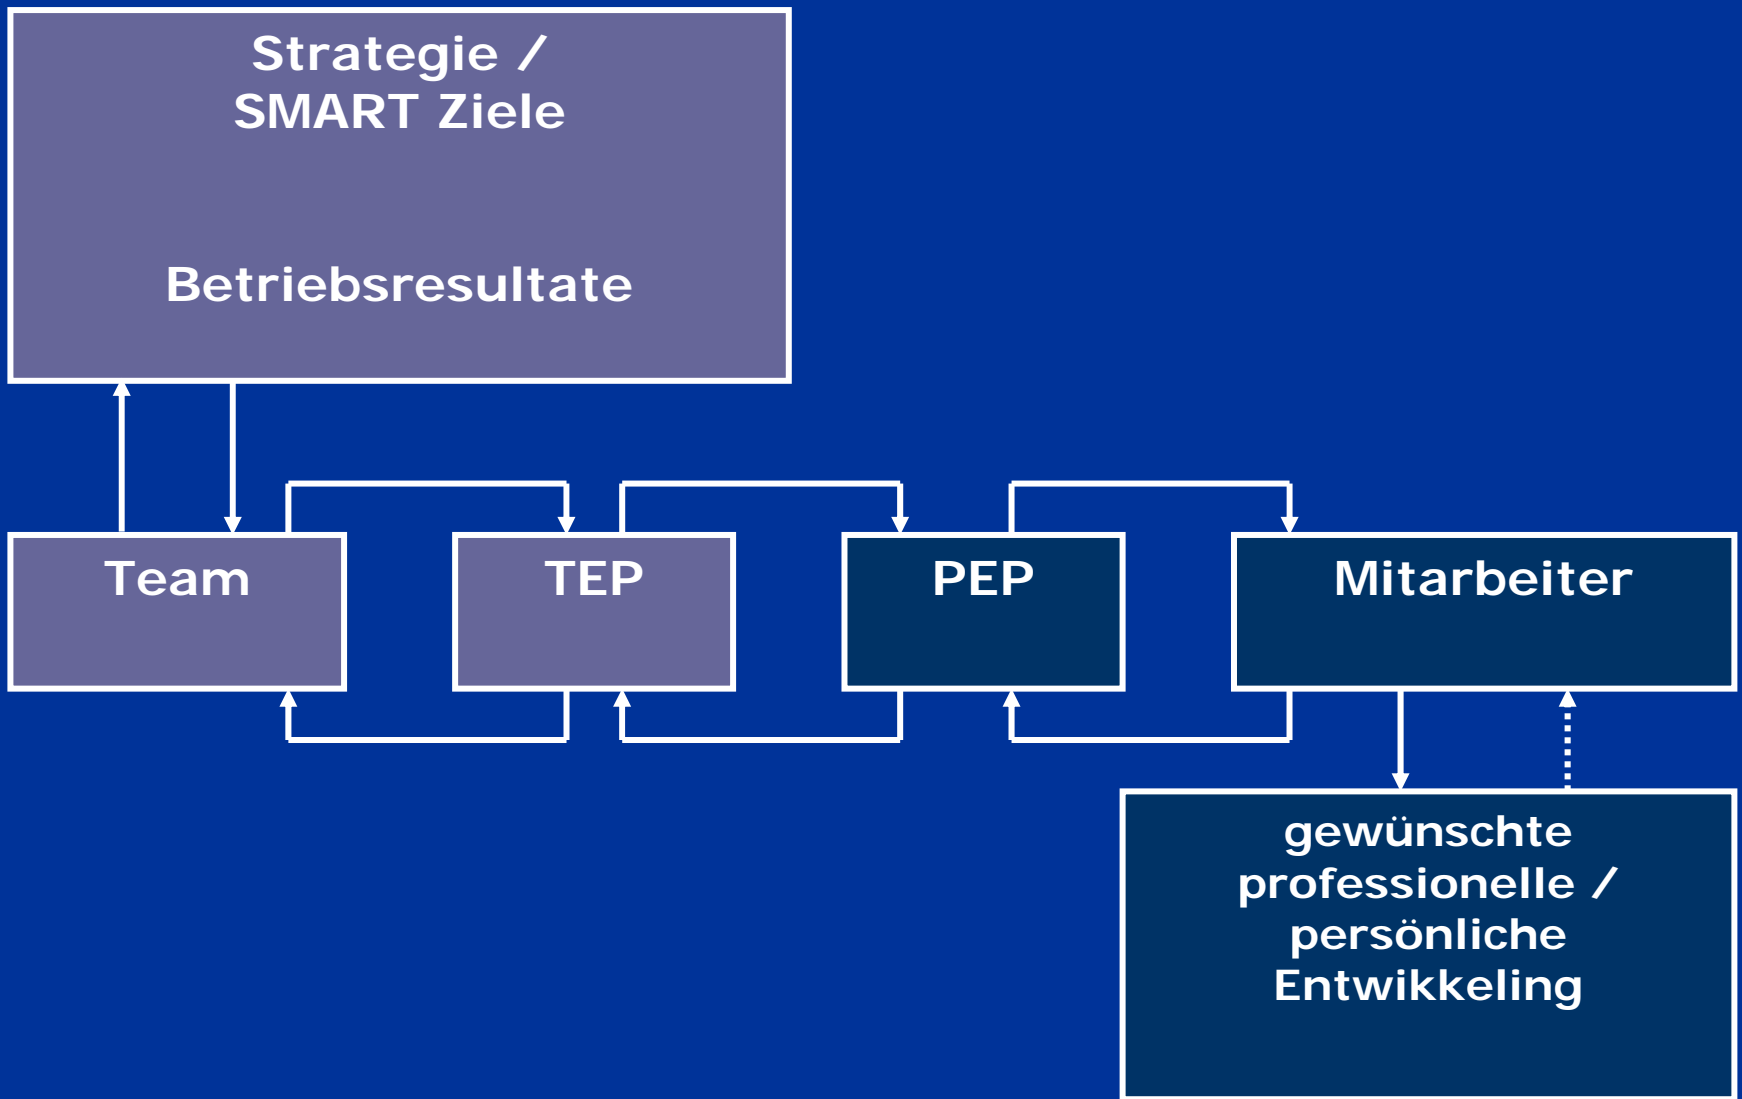 Strategie /
SMART Ziele
Betriebsresultate
Team
TEP
PEP
Mitarbeiter
gewünschte
professionelle /
persönliche
Entwikkeling